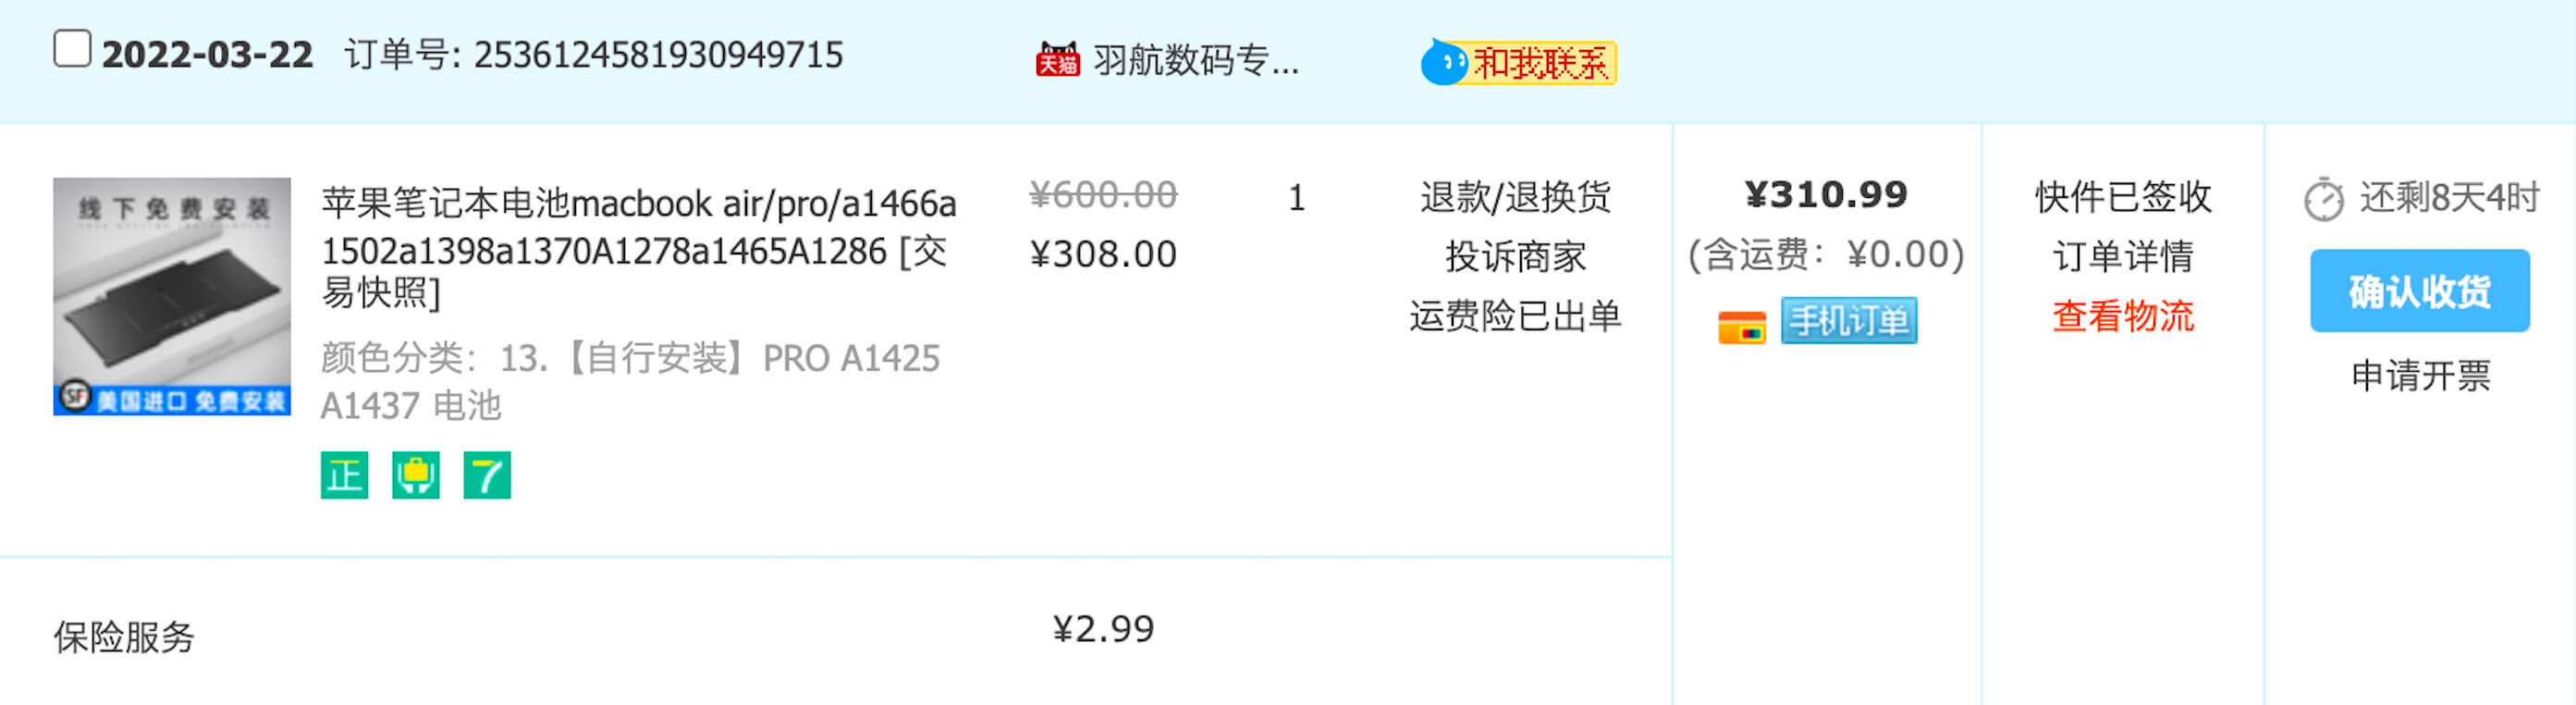 2022-03-22 订单号: 2536124581930949715
天猫 羽航数码专...
和我联系
线下免费安装
SF 美国进口 免费安装
苹果笔记本电池macbook air/pro/a1466a
1502a1398a1370A1278a1465A1286 [交
易快照]
颜色分类：13.【自行安装】PRO A1425
A1437 电池
正 7
¥600.00
¥308.00
1
退款/退换货
投诉商家
运费险已出单
¥310.99
(含运费：¥0.00)
手机订单
快件已签收
订单详情
查看物流
还剩8天4时
确认收货
申请开票
保险服务
¥2.99